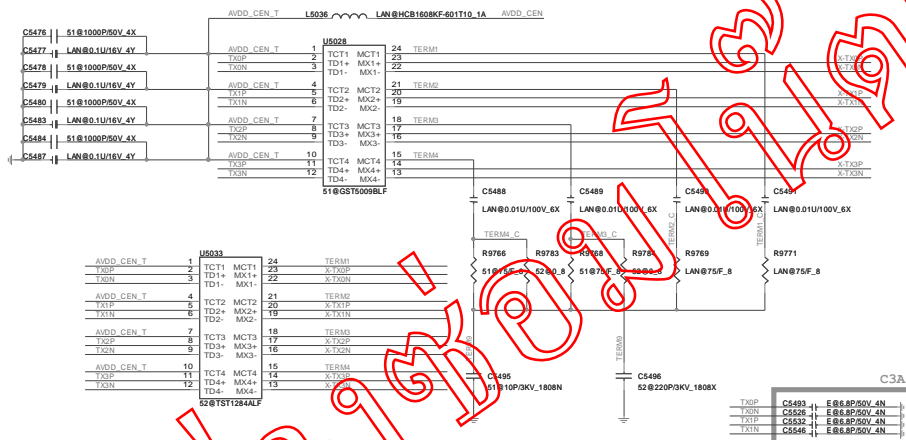 AVDD_CEN_T L5036 LAN@HCB1608KF-601T10_1A AVDD_CEN
C5476 51@1000P/50V_4X
C5477 LAN@0.1U/16V_4Y
C5478 51@1000P/50V_4X
C5479 LAN@0.1U/16V_4Y
C5480 51@1000P/50V_4X
C5483 LAN@0.1U/16V_4Y
C5484 51@1000P/50V_4X
C5487 LAN@0.1U/16V_4Y
U5028
AVDD_CEN_T 1 TCT1 MCT1 24 TERM1
TX0P 2 TD1+ MX1+ 23
TX0N 3 TD1- MX1- 22
AVDD_CEN_T 4 TCT2 MCT2 21 TERM2
TX1P 5 TD2+ MX2+ 20 X-TX1P
TX1N 6 TD2- MX2- 19 X-TX1N
AVDD_CEN_T 7 TCT3 MCT3 18 TERM3
TX2P 8 TD3+ MX3+ 17 X-TX2P
TX2N 9 TD3- MX3- 16 X-TX2N
AVDD_CEN_T 10 TCT4 MCT4 15 TERM4
TX3P 11 TD4+ MX4+ 14 X-TX3P
TX3N 12 TD4- MX4- 13 X-TX3N
51@GST5009BLF
C5488 C5489
LAN@0.01U/100V_6X LAN@0.01U/100V_6X LAN@0.01U/100V_6X
TERM4_C TERM3_C TERM2_C TERM1_C
R9766 R9783 R9768 R9769 R9771
LAN@75/F_8 LAN@75/F_8
TERM9 TERM9
C5496
51@10P/3KV_1808N 52@220P/3KV_1808X
U5033
AVDD_CEN_T 1 TCT1 MCT1 24 TERM1
TX0P 2 TD1+ MX1+ 23 X-TX0P
TX0N 3 TD1- MX1- 22 X-TX0N
AVDD_CEN_T 4 TCT2 MCT2 21 TERM2
TX1P 5 TD2+ MX2+ 20 X-TX1P
TX1N 6 TD2- MX2- 19 X-TX1N
AVDD_CEN_T 7 TCT3 MCT3 18 TERM3
TX2P 8 TD3+ MX3+ 17 X-TX2P
TX2N 9 TD3- MX3- 16 X-TX2N
AVDD_CEN_T 10 TCT4 MCT4 15 TERM4
TX3P 11 TD4+ MX4+ 14
TX3N 12 TD4- MX4- 13
52@TST1284ALF
C3A
TX0P C5493 E@6.8P/50V_4N
TX0N C5526 E@6.8P/50V_4N
TX1P C5532 E@6.8P/50V_4N
TX1N C5546 E@6.8P/50V_4N